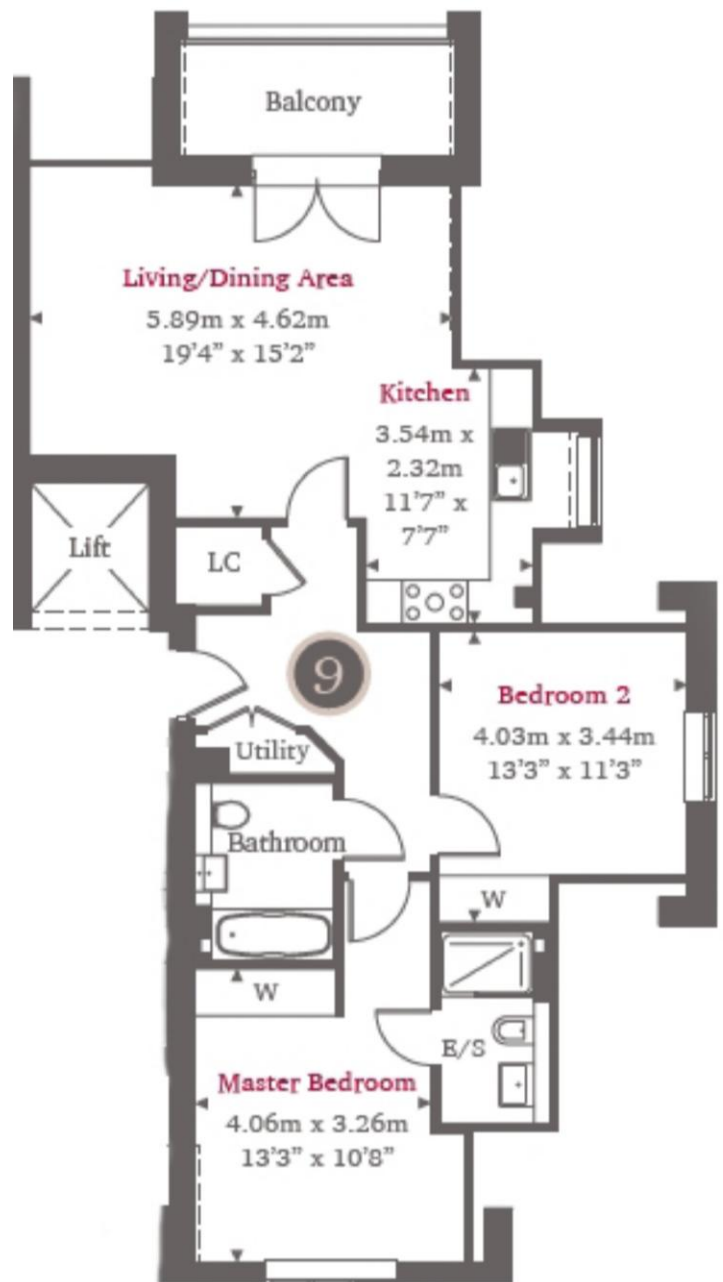 Balcony
Living/Dining Area
5.89m x 4.62m
19'4” x 15'2”
Kitchen
3.54m x
2.32m
11'7” x
7'7”
Lift
LC
9
Bedroom 2
4.03m x 3.44m
13'3” x 11'3”
Utility
Bathroom
W
W
E/S
Master Bedroom
4.06m x 3.26m
13'3” x 10'8”